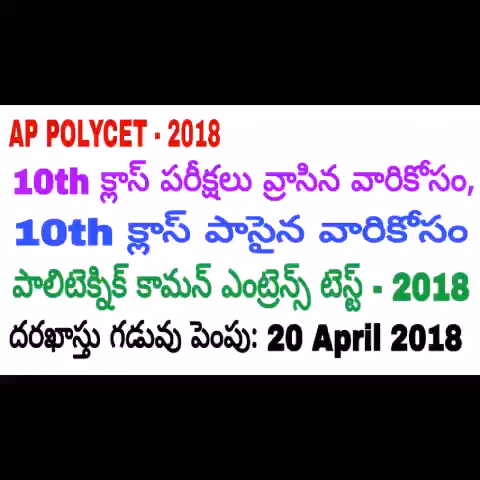 AP POLYCET - 2018
10th క్లాస్ పరీక్షలు వ్రాసిన వారికోసం,
10th క్లాస్ పాసైన వారికోసం
పాలిటెక్నిక్ కామన్ ఎంట్రెన్స్ టెస్ట్ - 2018
దరఖాస్తు గడువు పెంపు: 20 April 2018